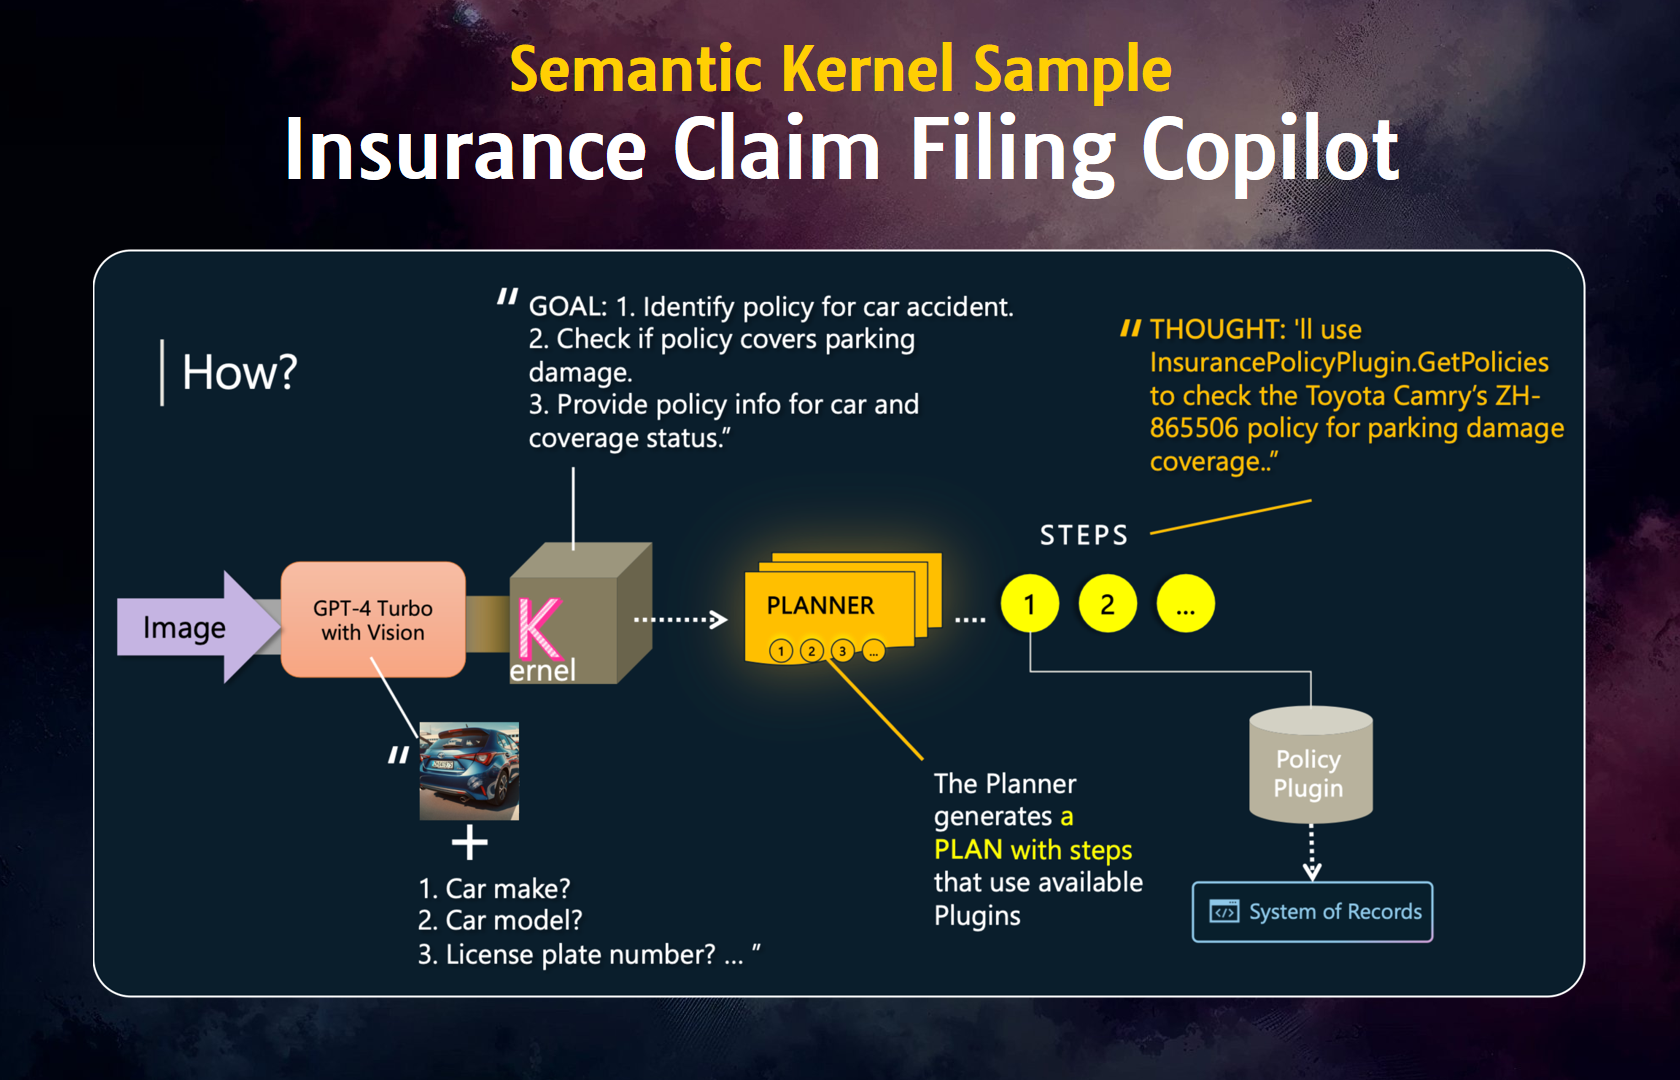 Semantic Kernel Sample
Insurance Claim Filing Copilot
How?
“ GOAL: 1. Identify policy for car accident.
2. Check if policy covers parking
damage.
3. Provide policy info for car and
coverage status.”
“ THOUGHT: 'll use
InsurancePolicyPlugin.GetPolicies
to check the Toyota Camry’s ZH-
865506 policy for parking damage
coverage..”
Image
GPT-4 Turbo
with Vision
K
ernel
PLANNER
1 2 3 ...
STEPS
1 2 ...
“
+
1. Car make?
2. Car model?
3. License plate number? ... ”
The Planner
generates a
PLAN with steps
that use available
Plugins
Policy
Plugin
</> System of Records